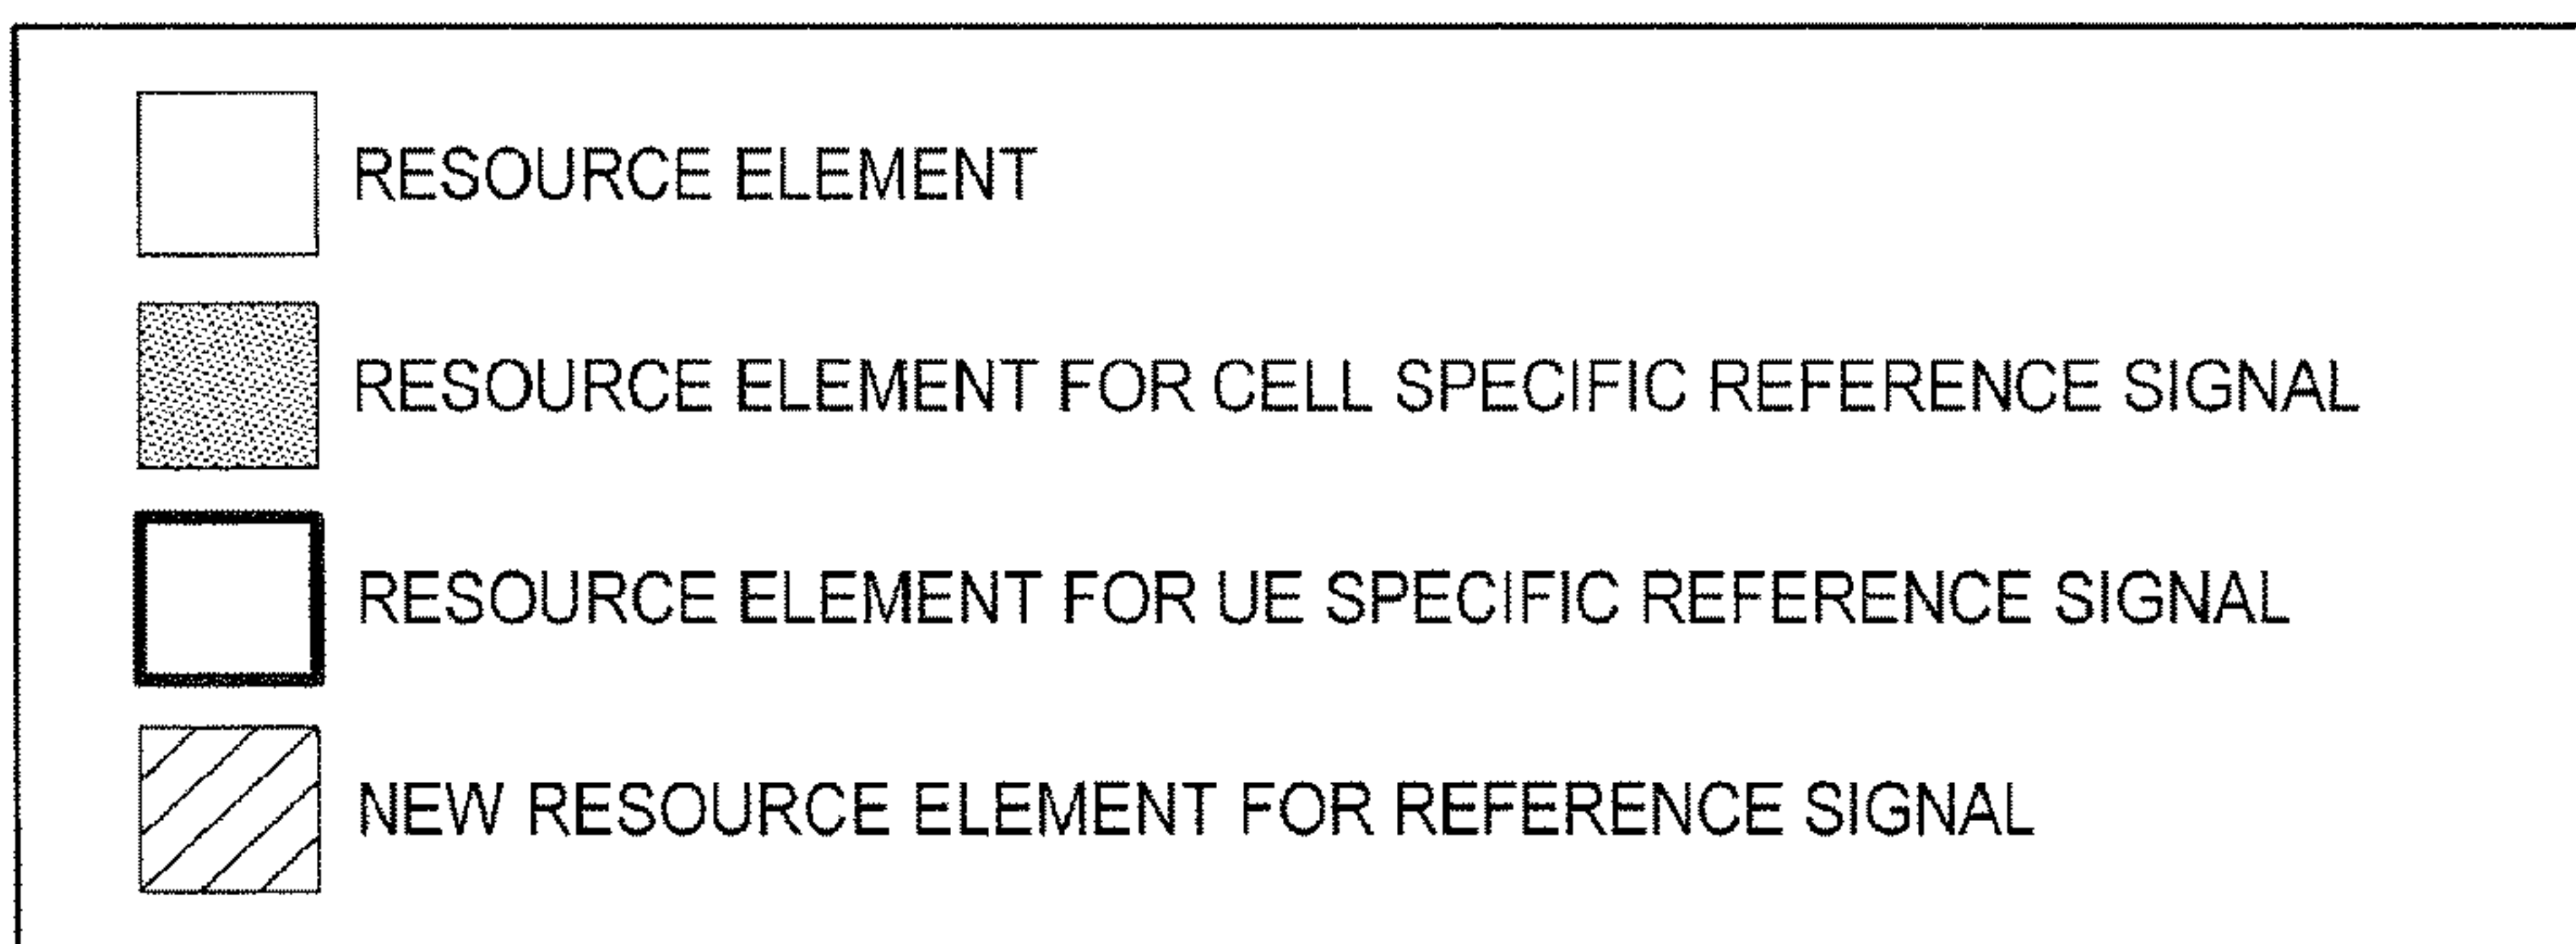 RESOURCE ELEMENT
RESOURCE ELEMENT FOR CELL SPECIFIC REFERENCE SIGNAL
RESOURCE ELEMENT FOR UE SPECIFIC REFERENCE SIGNAL
NEW RESOURCE ELEMENT FOR REFERENCE SIGNAL